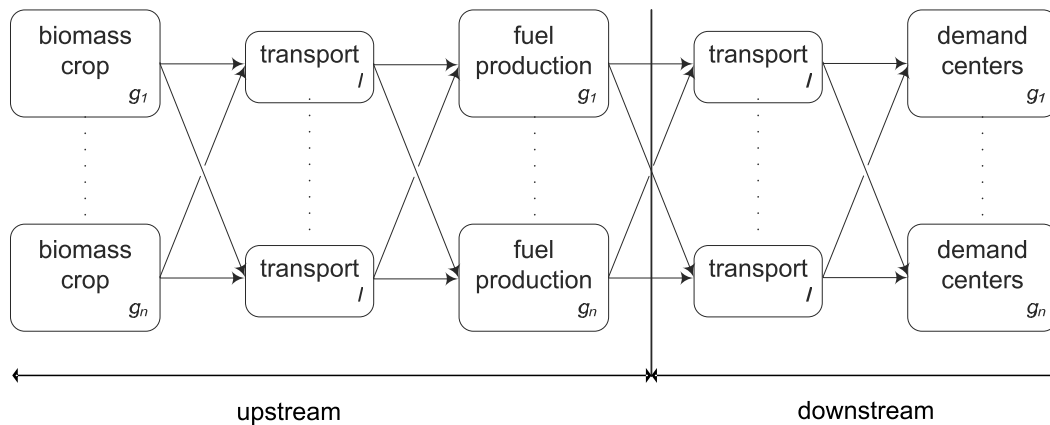 biomass
crop
g1
transport
l
fuel
production
g1
transport
l
demand
centers
g1
biomass
crop
gn
transport
l
fuel
production
gn
transport
l
demand
centers
gn
upstream
downstream